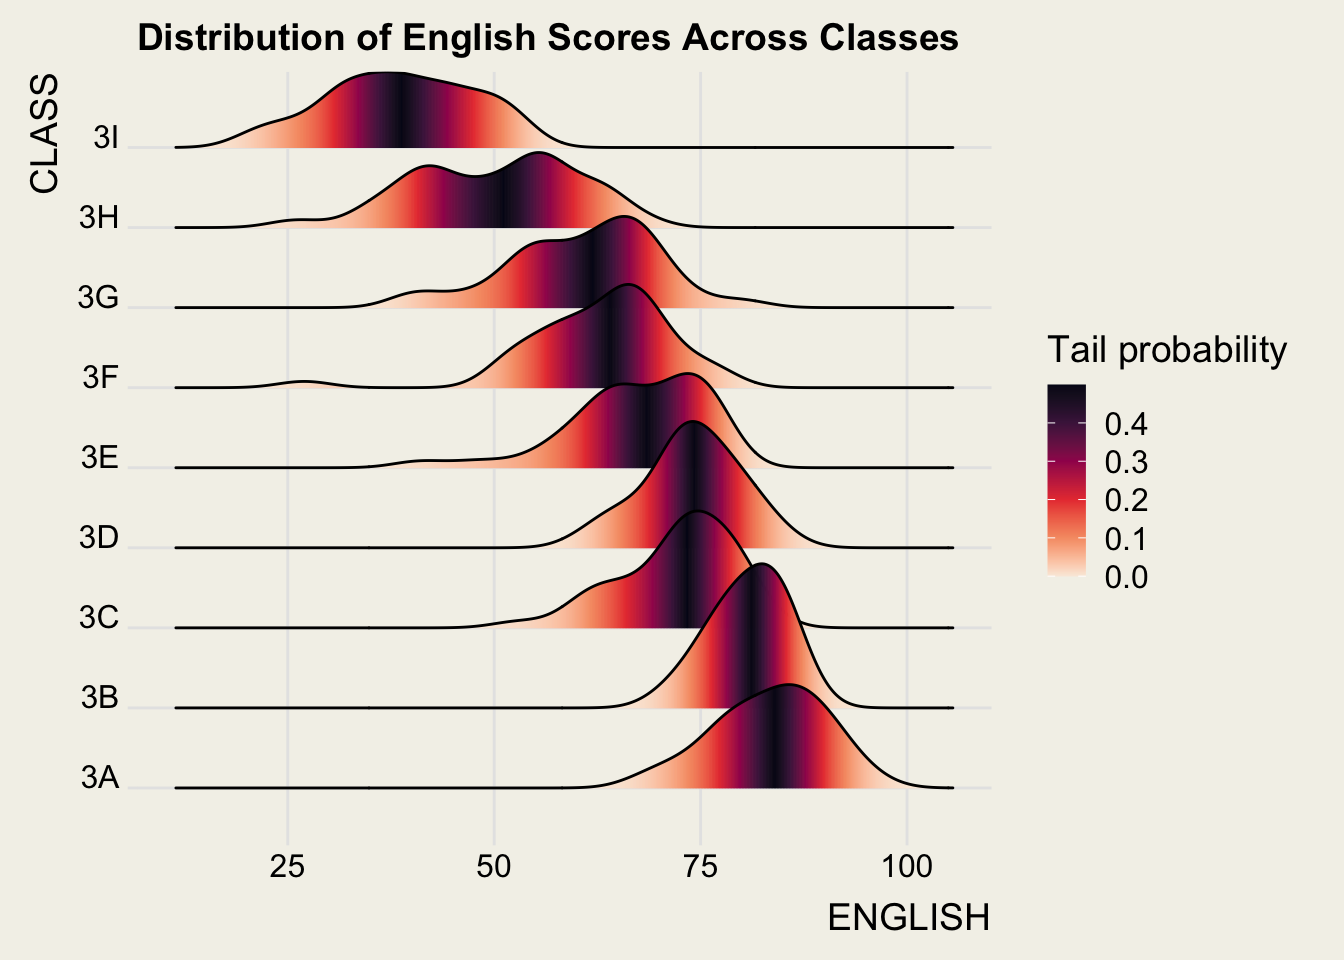 Distribution of English Scores Across Classes
CLASS
3I
3H
3G
3F
3E
3D
3C
3B
3A
25 50 75 100
ENGLISH
Tail probability
0.4
0.3
0.2
0.1
0.0